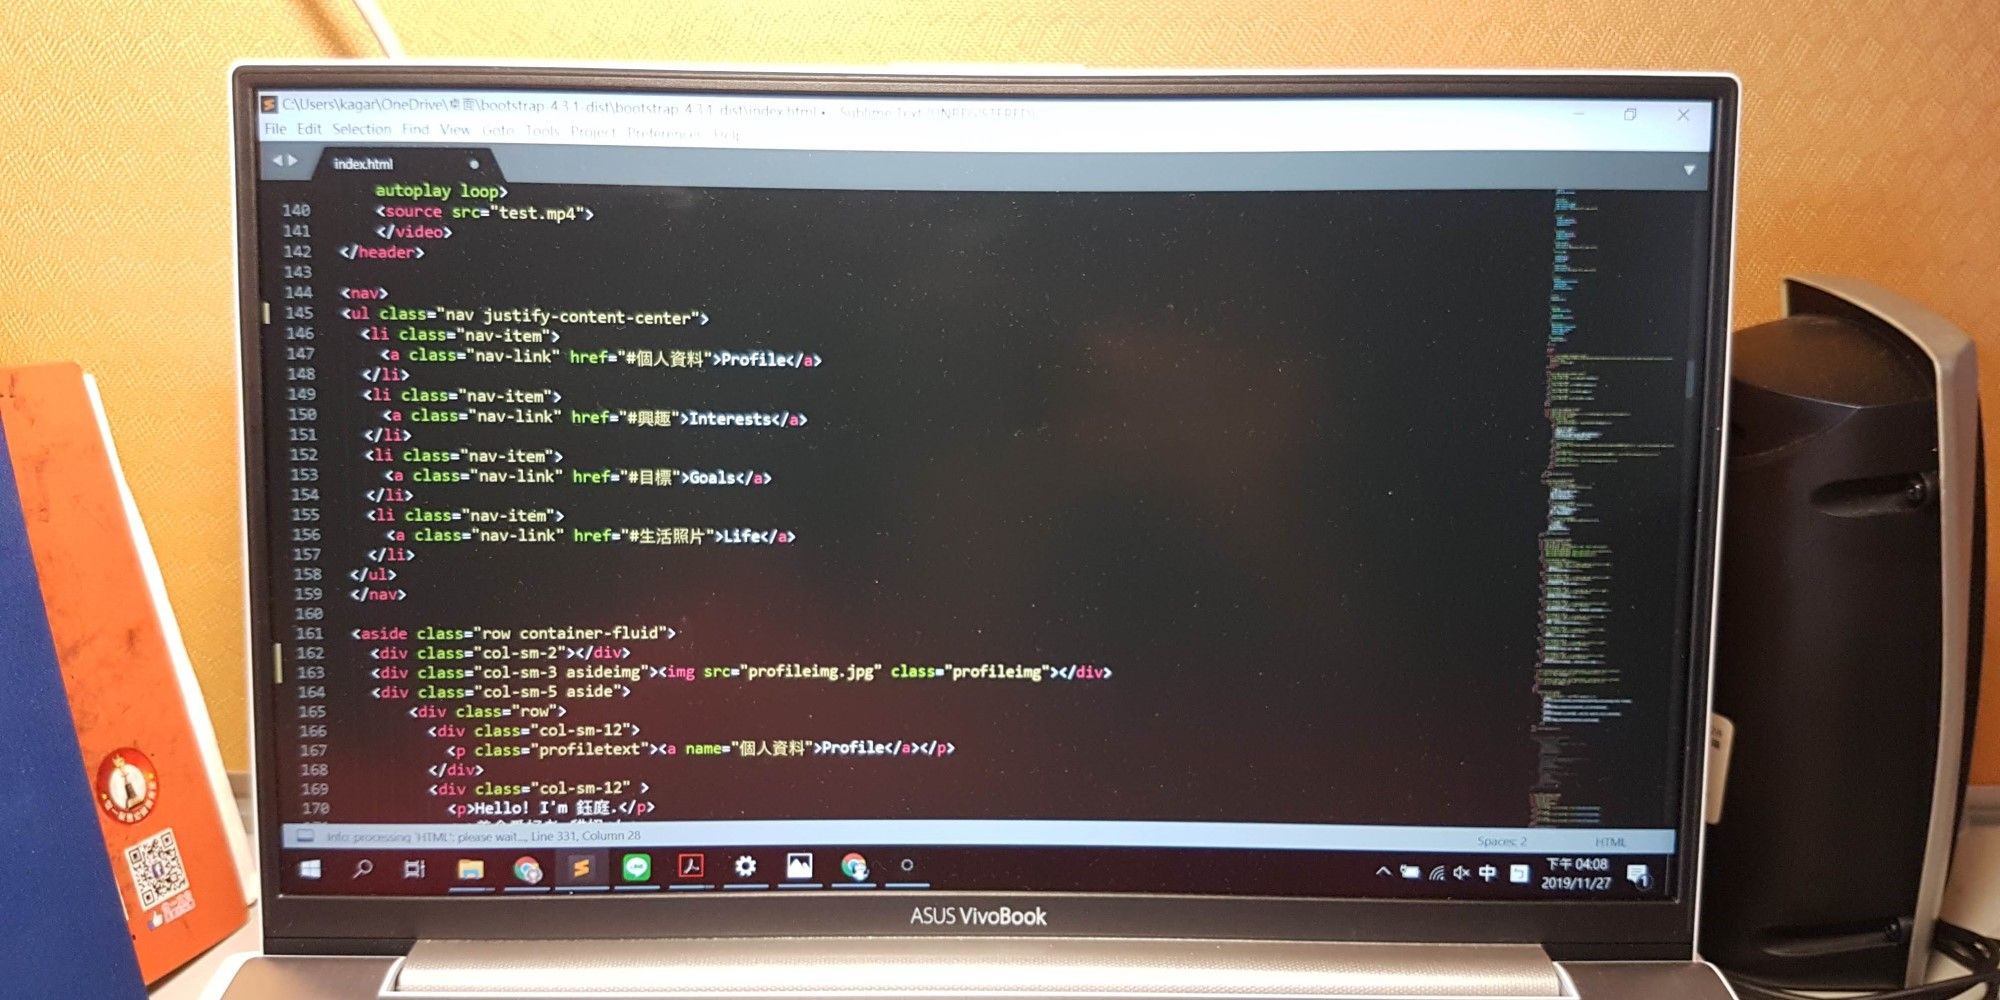 C:\Users\kagar\OneDrive\桌面\bootstrap-4.3.1-dist\bootstrap-4.3.1-dist\index.html • - Sublime Text (UNREGISTERED)
File Edit Selection Find View Goto Tools Project Preferences Help
index.html
autoplay loop>
140 <source src="test.mp4">
141 </video>
142 </header>
143
144 <nav>
145 <ul class="nav justify-content-center">
146 <li class="nav-item">
147 <a class="nav-link" href="#個人資料">Profile</a>
148 </li>
149 <li class="nav-item">
150 <a class="nav-link" href="#興趣">Interests</a>
151 </li>
152 <li class="nav-item">
153 <a class="nav-link" href="#目標">Goals</a>
154 </li>
155 <li class="nav-item">
156 <a class="nav-link" href="#生活照片">Life</a>
157 </li>
158 </ul>
159 </nav>
160
161 <aside class="row container-fluid">
162 <div class="col-sm-2"></div>
163 <div class="col-sm-3 asideimg"><img src="profileimg.jpg" class="profileimg"></div>
164 <div class="col-sm-5 aside">
165 <div class="row">
166 <div class="col-sm-12">
167 <p class="profiletext"><a name="個人資料">Profile</a></p>
168 </div>
169 <div class="col-sm-12" >
170 <p>Hello! I'm 鈺庭.</p>
Info: processing `HTML`: please wait..., Line 331, Column 28
Spaces: 2
HTML
中
下午 04:08
2019/11/27
1
ASUS VivoBook